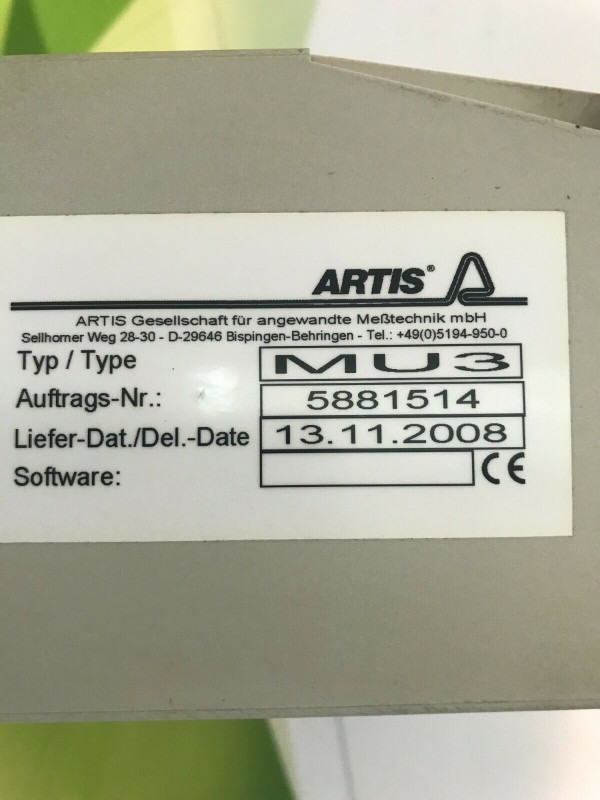 ARTIS®
ARTIS Gesellschaft für angewandte Meßtechnik mbH
Sellhorner Weg 28-30 - D-29646 Bispingen-Behringen - Tel.: +49(0)5194-950-0
Typ / Type MU3
Auftrags-Nr.: 5881514
Liefer-Dat./Del.-Date 13.11.2008
Software: CE